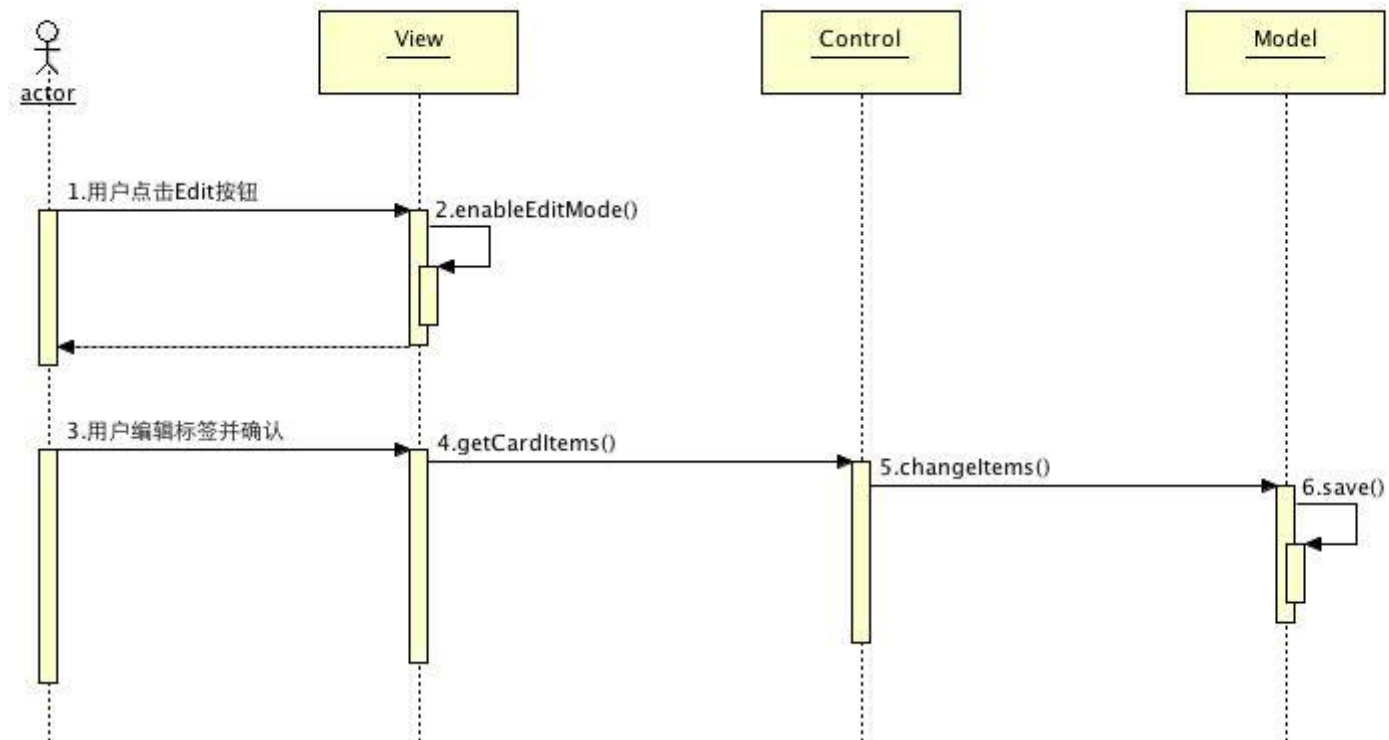 actor
View
Control
Model
1.用户点击Edit按钮
2.enableEditMode()
3.用户编辑标签并确认
4.getCardItems()
5.changeItems()
6.save()